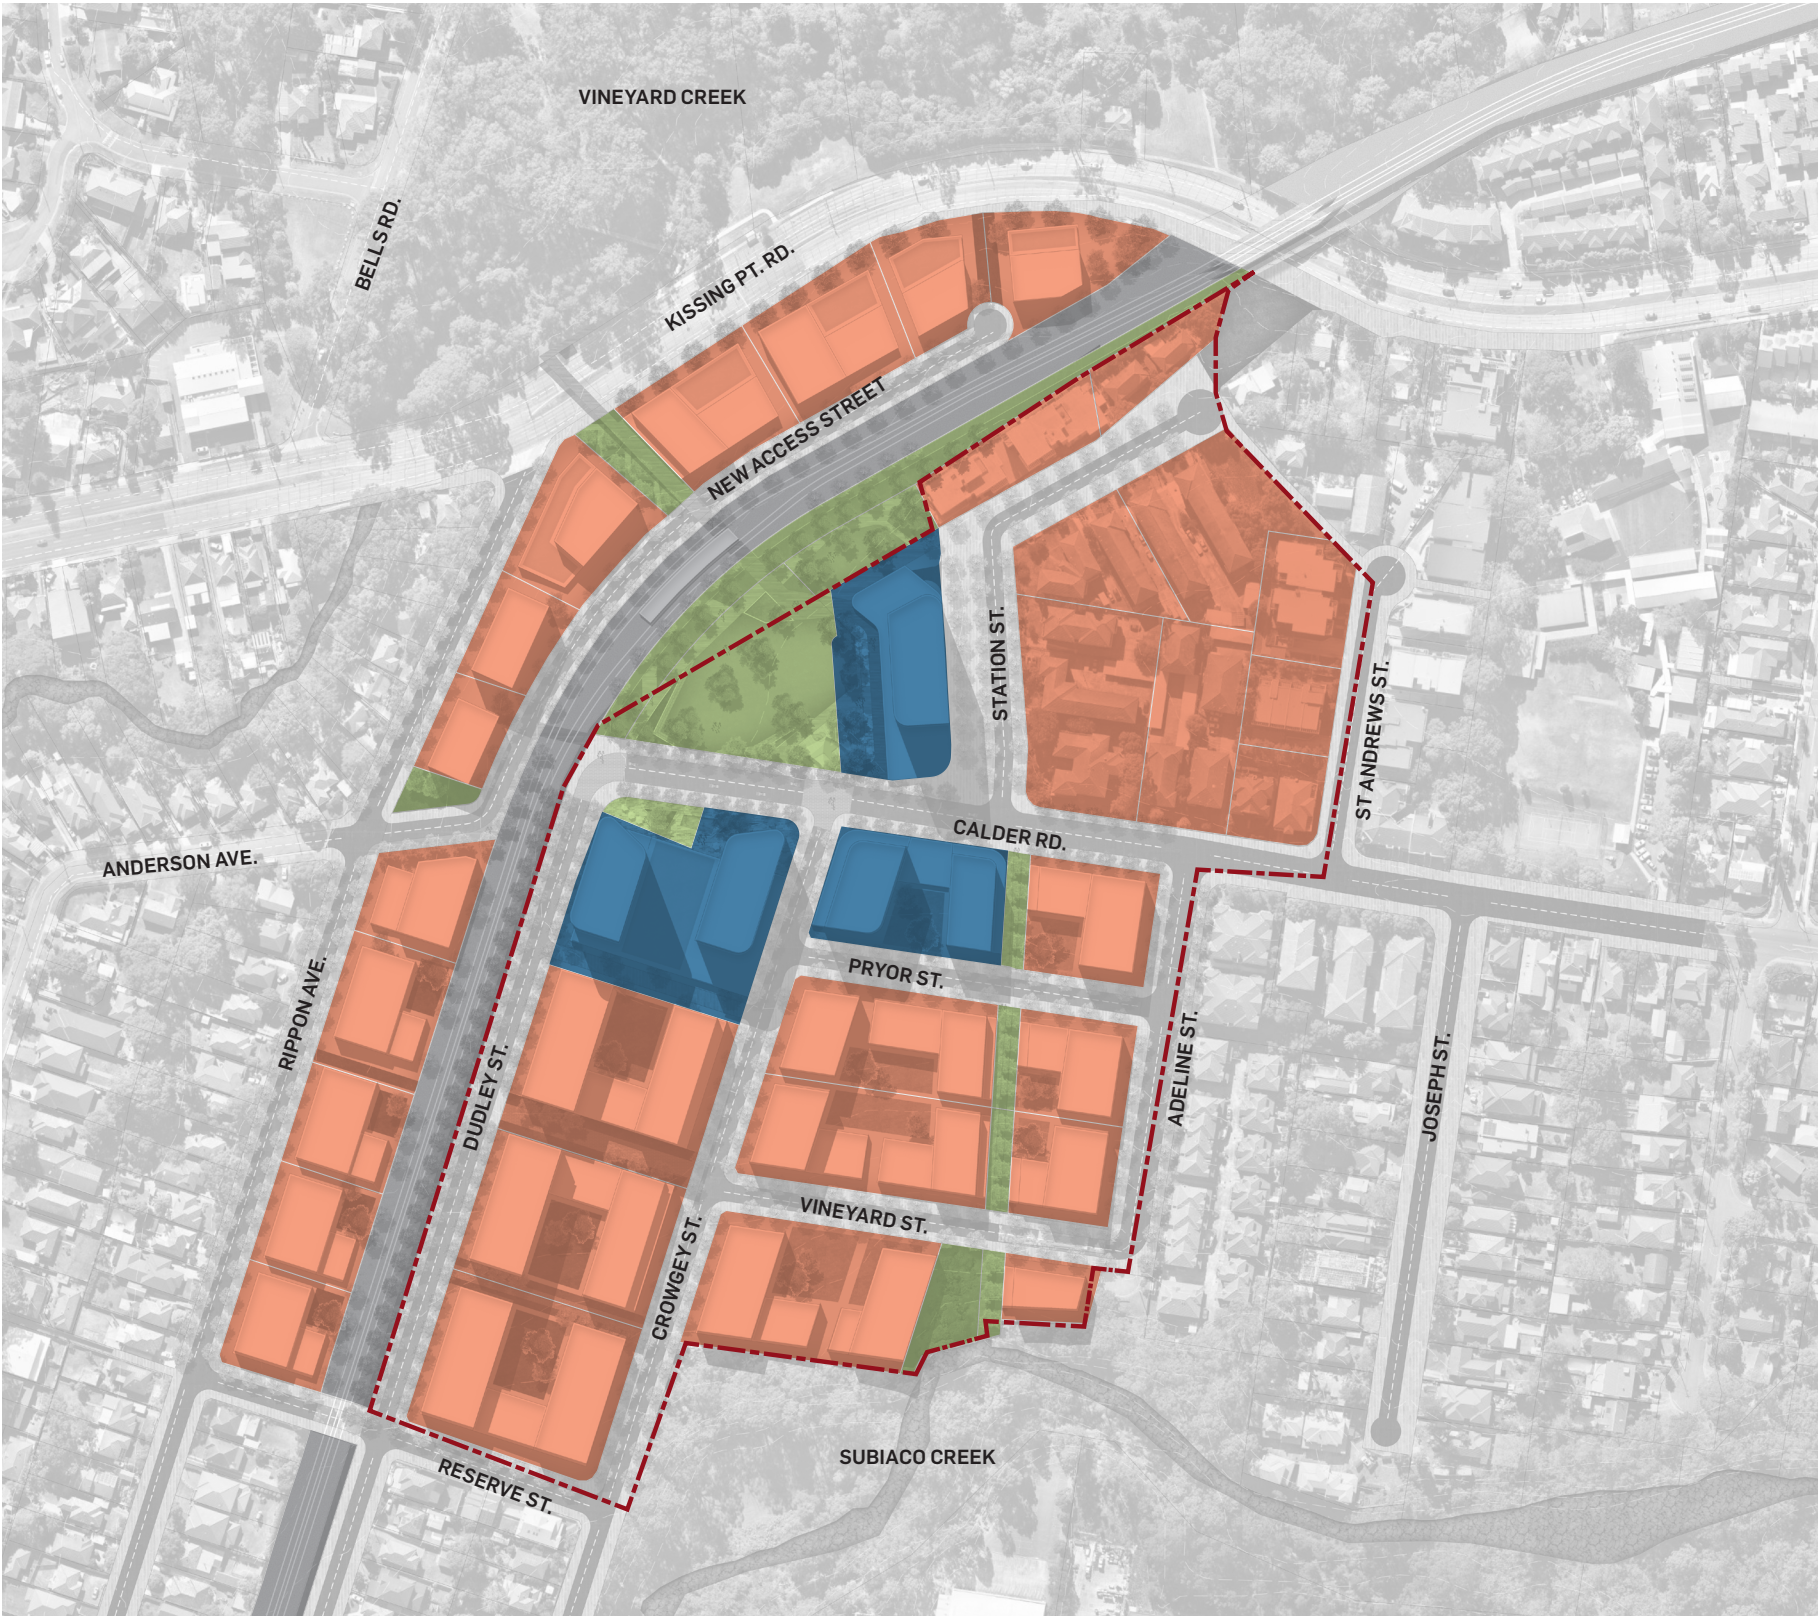 VINEYARD CREEK
BELLS RD.
KISSING PT. RD.
NEW ACCESS STREET
STATION ST.
ST ANDREWS ST.
CALDER RD.
ANDERSON AVE.
PRYOR ST.
RIPPON AVE.
DUDLEY ST.
ADELINE ST.
JOSEPH ST.
VINEYARD ST.
CROWGEY ST.
SUBIACO CREEK
RESERVE ST.